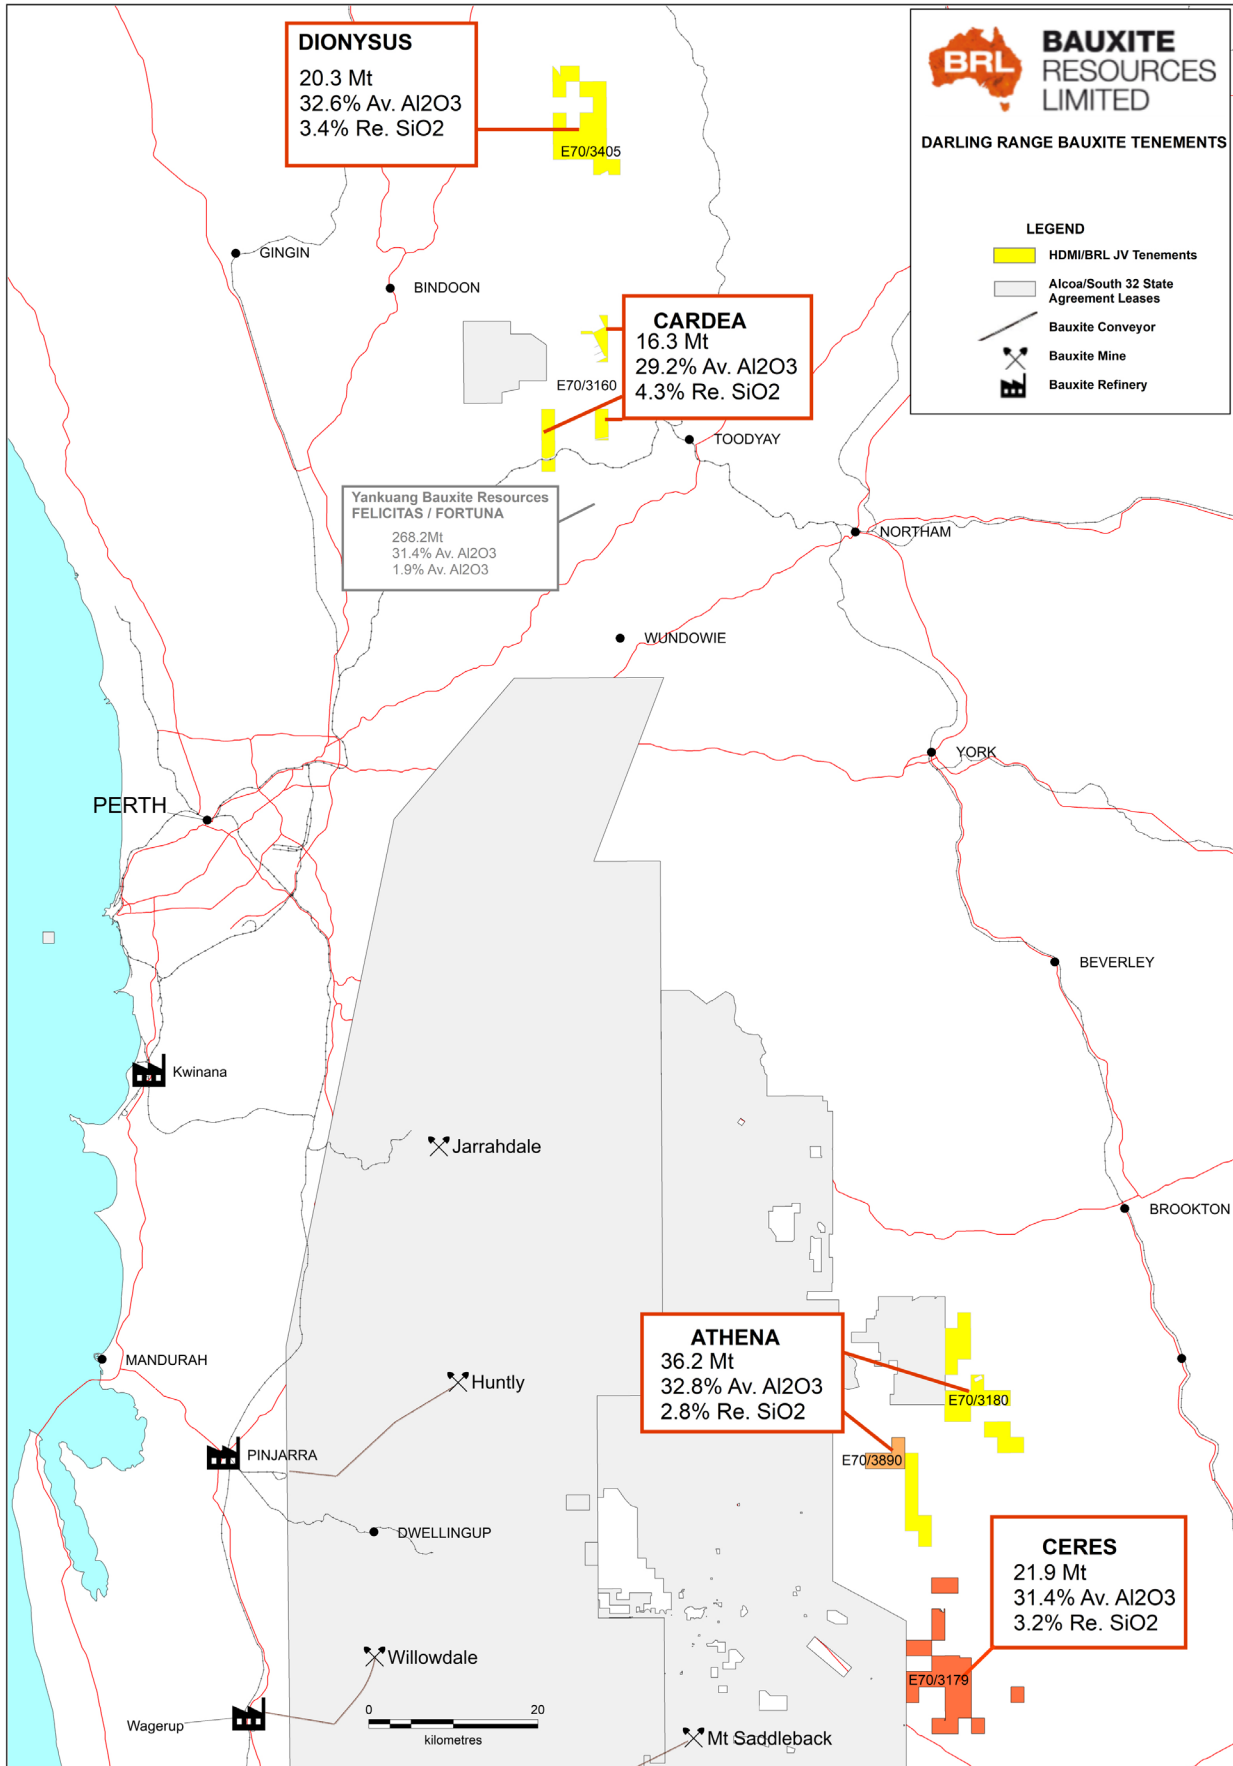 DIONYSUS
20.3 Mt
32.6% Av. Al2O3
3.4% Re. SiO2
E70/3405
BRL
BAUXITE
RESOURCES
LIMITED
DARLING RANGE BAUXITE TENEMENTS
LEGEND
HDMI/BRL JV Tenements
Alcoa/South 32 State
Agreement Leases
Bauxite Conveyor
Bauxite Mine
Bauxite Refinery
GINGIN
BINDOON
CARDEA
16.3 Mt
29.2% Av. Al2O3
4.3% Re. SiO2
E70/3160
TOODYAY
Yankuang Bauxite Resources
FELICITAS / FORTUNA
268.2Mt
31.4% Av. Al2O3
1.9% Av. Al2O3
NORTHAM
WUNDOWIE
YORK
PERTH
BEVERLEY
Kwinana
Jarrahdale
BROOKTON
ATHENA
36.2 Mt
32.8% Av. Al2O3
2.8% Re. SiO2
MANDURAH
Huntly
E70/3180
PINJARRA
E70/3890
DWELLINGUP
CERES
21.9 Mt
31.4% Av. Al2O3
3.2% Re. SiO2
Willowdale
E70/3179
0 20
kilometres
Wagerup
Mt Saddleback